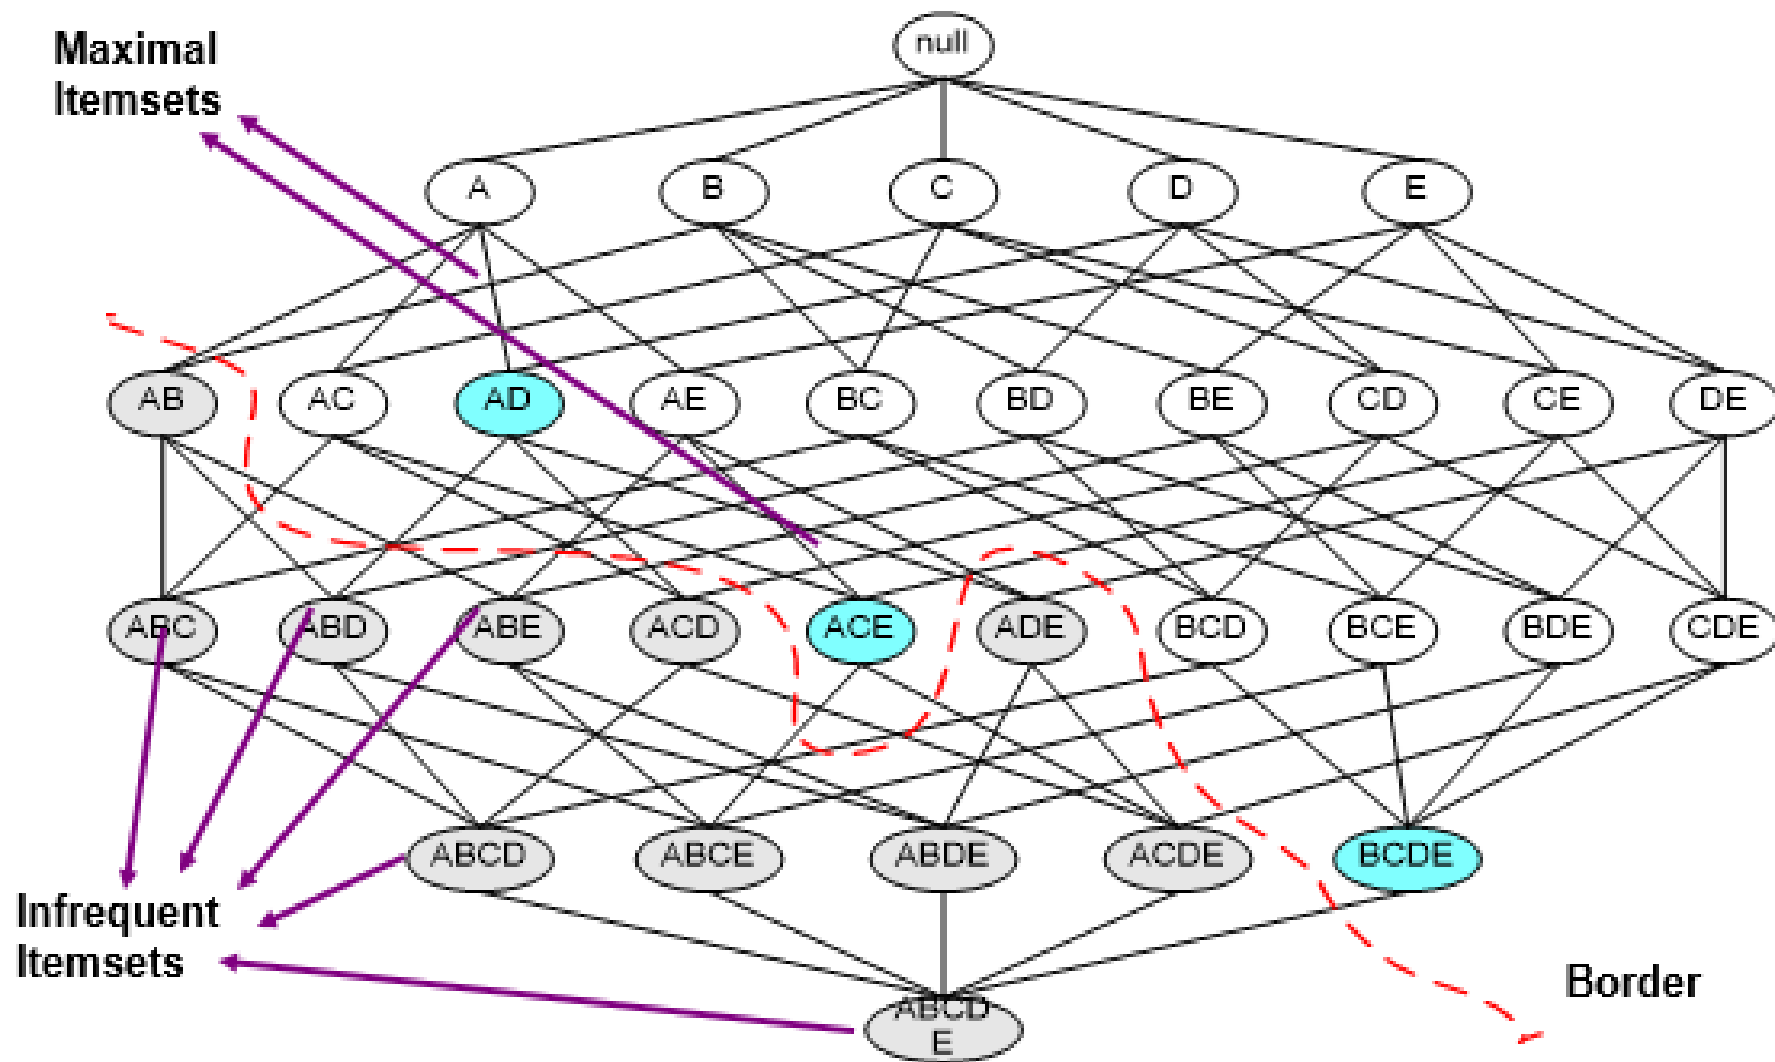 Maximal
Itemsets
null
A B C D E
AB AC AD AE BC BD BE CD CE DE
ABC ABD ABE ACD ACE ADE BCD BCE BDE CDE
ABCD ABCE ABDE ACDE BCDE
Infrequent
Itemsets
Border
ABCD
E